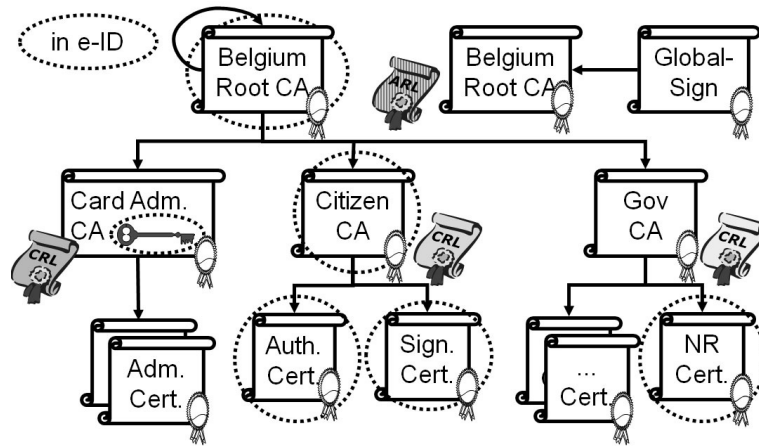 in e-ID
Belgium
Root CA
Belgium
Root CA
Global-
Sign
ARL
Card Adm.
CA
Citizen
CA
Gov
CA
CRL
CRL
CRL
Adm.
Cert.
Auth.
Cert.
Sign.
Cert.
...
Cert.
NR
Cert.